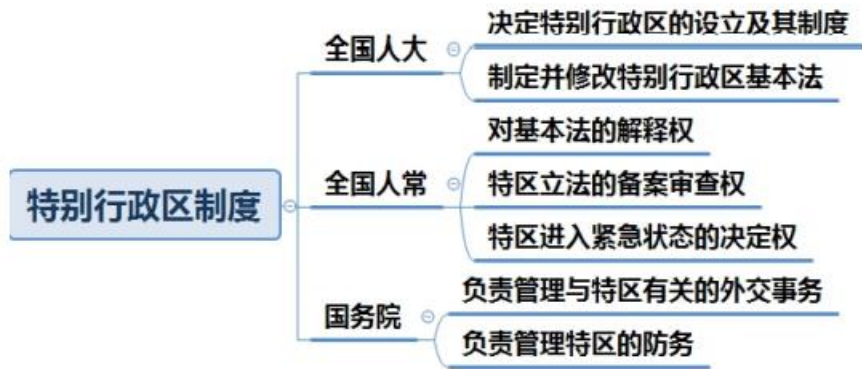 特别行政区制度
全国人大
决定特别行政区的设立及其制度
制定并修改特别行政区基本法
全国人常
对基本法的解释权
特区立法的备案审查权
特区进入紧急状态的决定权
国务院
负责管理与特区有关的外交事务
负责管理特区的防务